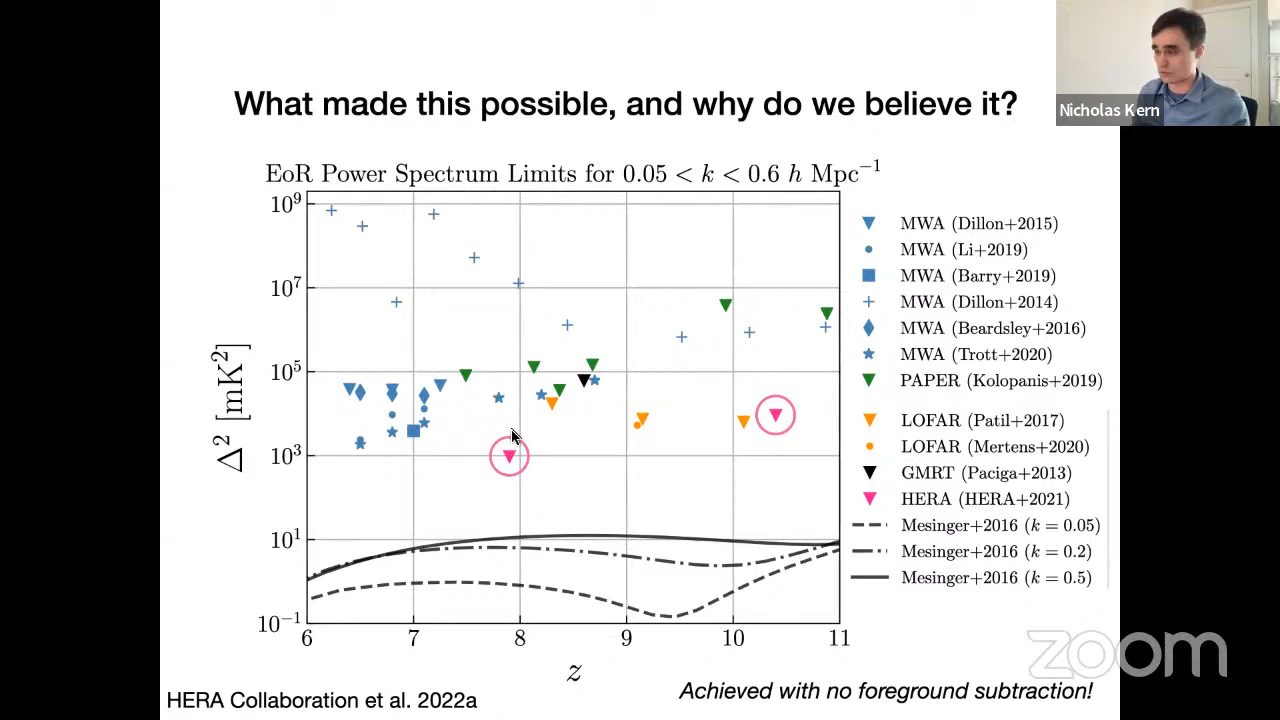 Nicholas Kern
What made this possible, and why do we believe it?
EoR Power Spectrum Limits for 0.05 < k < 0.6 h Mpc⁻¹
10⁹
10⁷
10⁵
10³
10¹
10⁻¹
Δ² [mK²]
6 7 8 9 10 11
z
MWA (Dillon+2015)
MWA (Li+2019)
MWA (Barry+2019)
MWA (Dillon+2014)
MWA (Beardsley+2016)
MWA (Trott+2020)
PAPER (Kolopanis+2019)
LOFAR (Patil+2017)
LOFAR (Mertens+2020)
GMRT (Paciga+2013)
HERA (HERA+2021)
Mesinger+2016 (k = 0.05)
Mesinger+2016 (k = 0.2)
Mesinger+2016 (k = 0.5)
zoom
HERA Collaboration et al. 2022a
Achieved with no foreground subtraction!